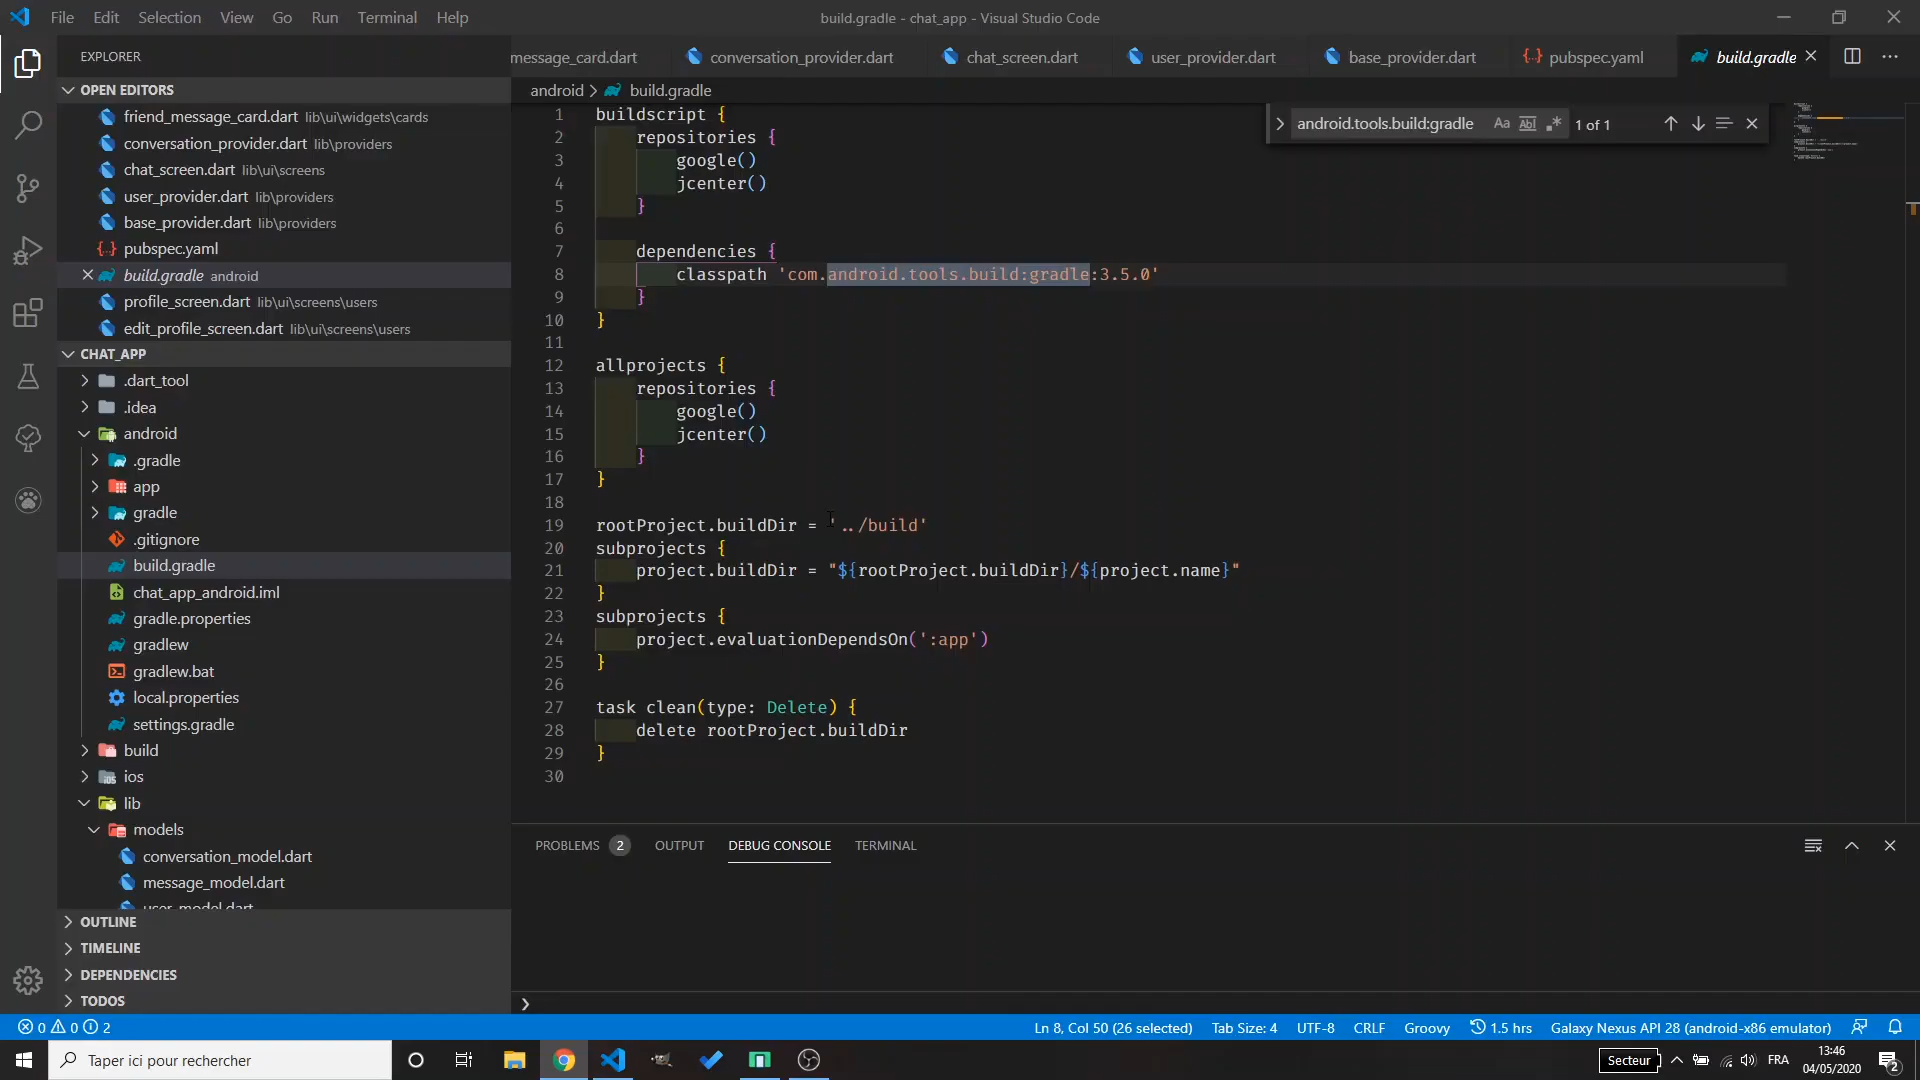 File Edit Selection View Go Run Terminal Help
build.gradle - chat_app - Visual Studio Code
EXPLORER
OPEN EDITORS
friend_message_card.dart lib\ui\widgets\cards
conversation_provider.dart lib\providers
chat_screen.dart lib\ui\screens
user_provider.dart lib\providers
base_provider.dart lib\providers
pubspec.yaml
build.gradle android
profile_screen.dart lib\ui\screens\users
edit_profile_screen.dart lib\ui\screens\users
CHAT_APP
.dart_tool
.idea
android
.gradle
app
gradle
.gitignore
build.gradle
chat_app_android.iml
gradle.properties
gradlew
gradlew.bat
local.properties
settings.gradle
build
ios
lib
models
conversation_model.dart
message_model.dart
user_model.dart
OUTLINE
TIMELINE
DEPENDENCIES
TODOS
message_card.dart conversation_provider.dart chat_screen.dart user_provider.dart base_provider.dart pubspec.yaml build.gradle
android > build.gradle
android.tools.build:gradle Aa Abl .* 1 of 1
1 buildscript {
2 repositories {
3 google()
4 jcenter()
5 }
6
7 dependencies {
8 classpath 'com.android.tools.build:gradle:3.5.0'
9 }
10 }
11
12 allprojects {
13 repositories {
14 google()
15 jcenter()
16 }
17 }
18
19 rootProject.buildDir = '../build'
20 subprojects {
21 project.buildDir = "${rootProject.buildDir}/${project.name}"
22 }
23 subprojects {
24 project.evaluationDependsOn(':app')
25 }
26
27 task clean(type: Delete) {
28 delete rootProject.buildDir
29 }
30
PROBLEMS 2 OUTPUT DEBUG CONSOLE TERMINAL
0 0 2
Ln 8, Col 50 (26 selected) Tab Size: 4 UTF-8 CRLF Groovy 1.5 hrs Galaxy Nexus API 28 (android-x86 emulator)
Taper ici pour rechercher
Secteur
FRA
13:46
04/05/2020
2